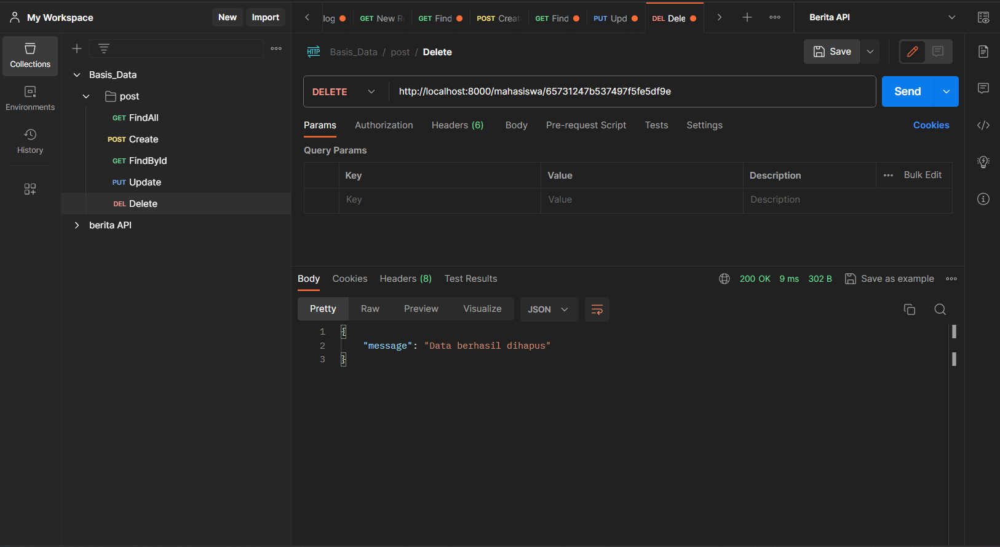 My Workspace
New
Import
log
GET New R
GET Find
POST Create
GET Find
PUT Upd
DEL Dele
Berita API
Collections
Environments
History
Basis_Data
post
GET FindAll
POST Create
GET FindById
PUT Update
DEL Delete
berita API
HTTP Basis_Data / post / Delete
Save
DELETE http://localhost:8000/mahasiswa/65731247b537497f5fe5df9e
Send
Params Authorization Headers (6) Body Pre-request Script Tests Settings Cookies
Query Params
Key Value Description Bulk Edit
Key Value Description
Body Cookies Headers (8) Test Results 200 OK 9 ms 302 B Save as example
Pretty Raw Preview Visualize JSON
1 {
2 "message": "Data berhasil dihapus"
3 }